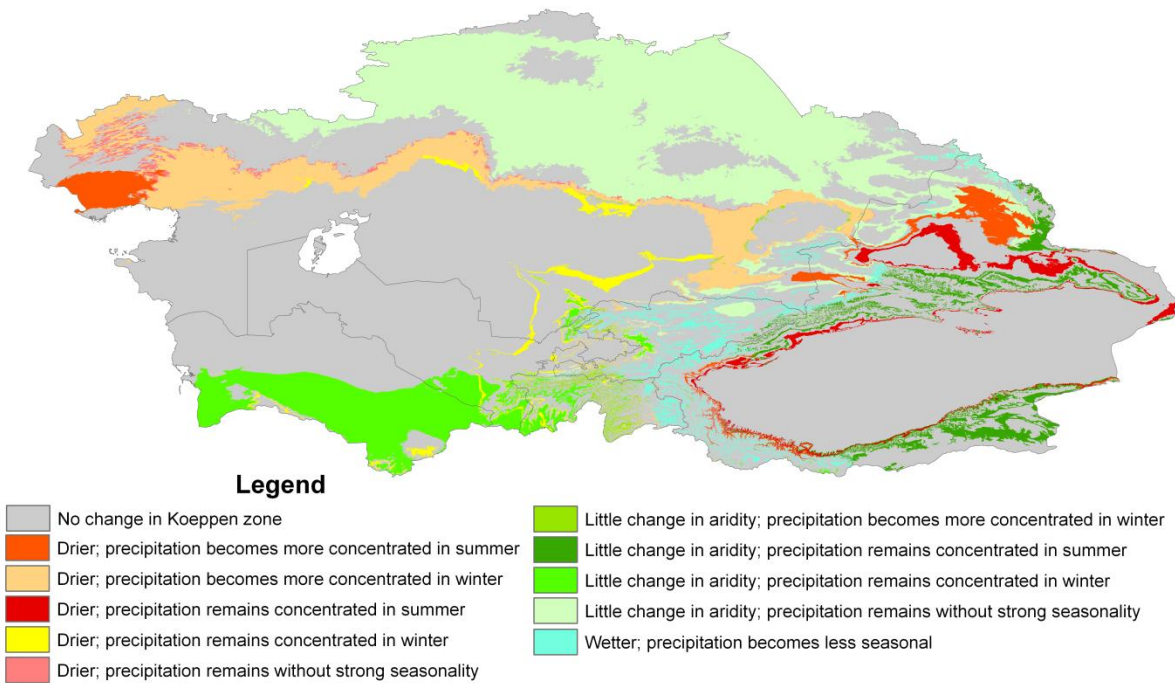 Legend
No change in Koeppen zone
Drier; precipitation becomes more concentrated in summer
Drier; precipitation becomes more concentrated in winter
Drier; precipitation remains concentrated in summer
Drier; precipitation remains concentrated in winter
Drier; precipitation remains without strong seasonality
Little change in aridity; precipitation becomes more concentrated in winter
Little change in aridity; precipitation remains concentrated in summer
Little change in aridity; precipitation remains concentrated in winter
Little change in aridity; precipitation remains without strong seasonality
Wetter; precipitation becomes less seasonal